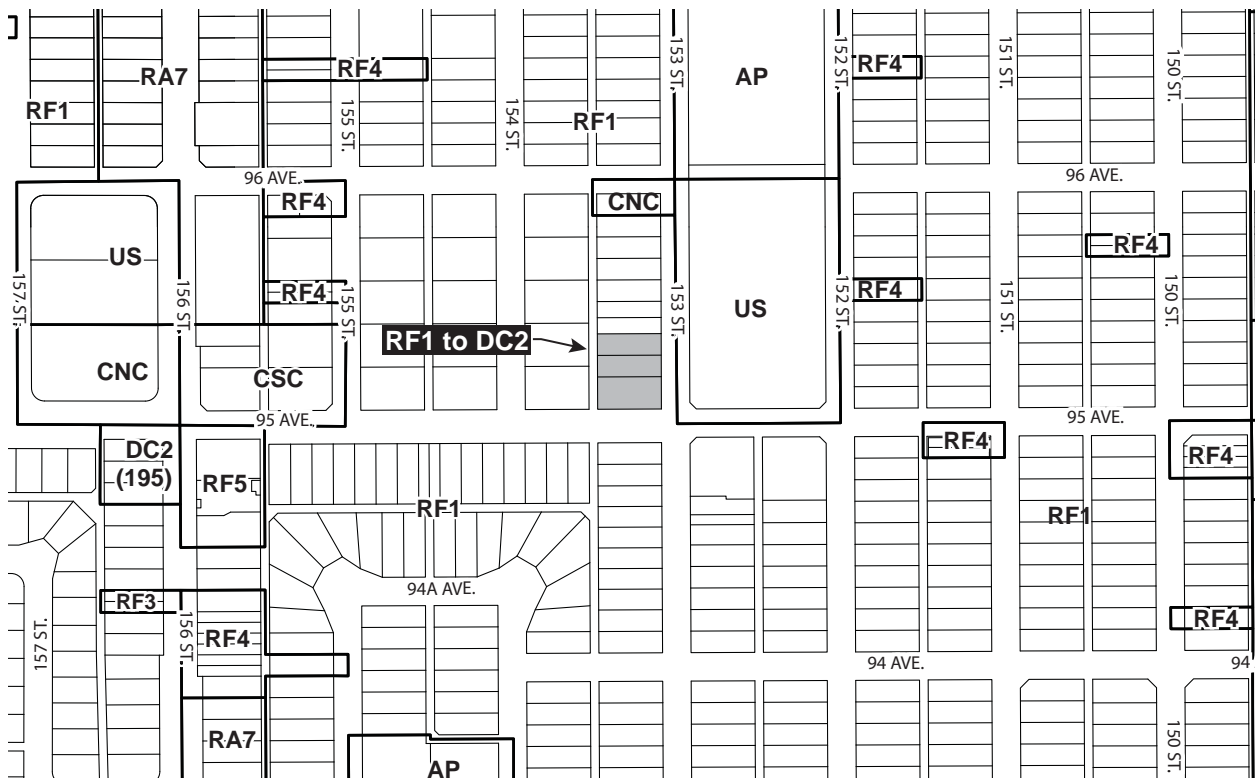 RF1
RA7
RF4
155 ST.
154 ST.
RF1
153 ST.
AP
152 ST.
RF4
151 ST.
150 ST.
96 AVE.
96 AVE.
RF4
CNC
US
RF4
157 ST.
156 ST.
RF4
155 ST.
153 ST.
US
152 ST.
RF4
151 ST.
150 ST.
RF1 to DC2
CNC
CSC
95 AVE.
95 AVE.
DC2
(195)
RF5
RF4
RF4
RF1
RF1
94A AVE.
RF3
156 ST.
RF4
157 ST.
RF4
94 AVE.
94
RA7
AP
150 ST.